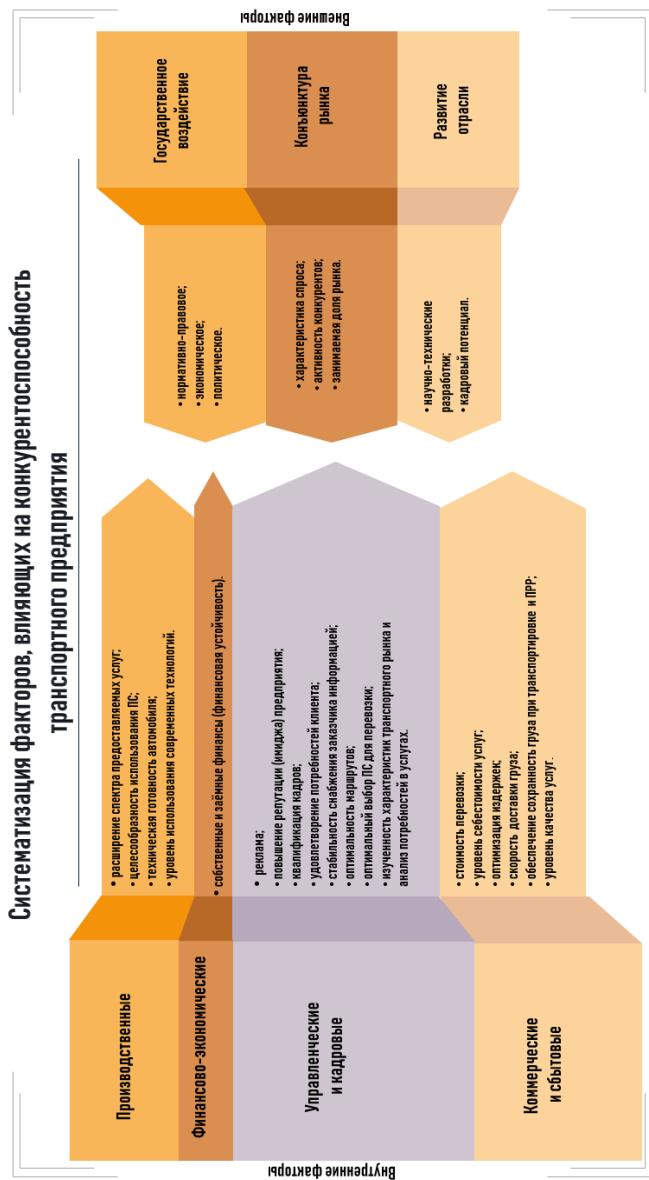 Систематизация факторов, влияющих на конкурентоспособность
транспортного предприятия
Внутренние факторы
Производственные
• расширение спектра предоставляемых услуг;
• целесообразность использования ПС;
• техническая готовность автомобиля;
• уровень использования современных технологий.
Финансово-экономические
• собственные и заёмные финансы (финансовая устойчивость).
Управленческие
и кадровые
• реклама;
• повышение репутации (имиджа) предприятия;
• квалификация кадров;
• удовлетворение потребностей клиента;
• стабильность снабжения заказчика информацией;
• оптимальность маршрутов;
• оптимальный выбор ПС для перевозки;
• изученность характеристик транспортного рынка и
анализ потребностей в услугах.
Коммерческие
и сбытовые
• стоимость перевозки;
• уровень себестоимости услуг;
• оптимизация издержек;
• скорость доставки груза;
• обеспечение сохранность груза при транспортировке и ПРР;
• уровень качества услуг.
Внешние факторы
Государственное
воздействие
• нормативно-правовое;
• экономическое;
• политическое.
Конъюнктура
рынка
• характеристика спроса;
• активность конкурентов;
• занимаемая доля рынка.
Развитие
отрасли
• научно-технические
разработки;
• кадровый потенциал.